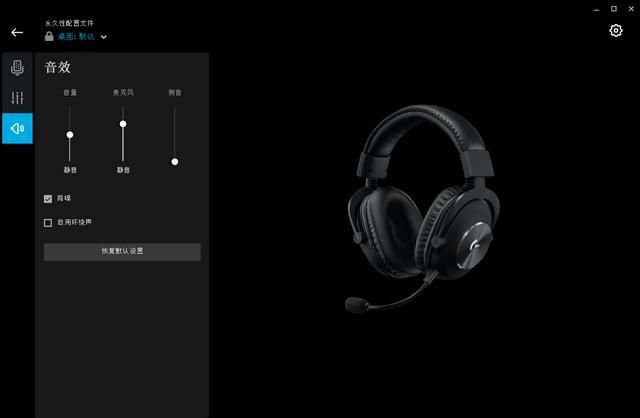 永久性配置文件
桌面: 默认
音效
音量
麦克风
侧音
静音
静音
降噪
启用环绕声
恢复默认设置